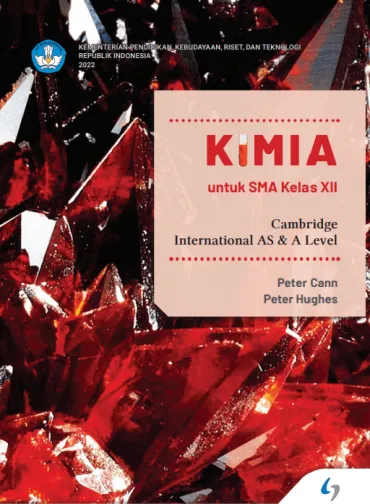 KEMENTERIAN PENDIDIKAN, KEBUDAYAAN, RISET, DAN TEKNOLOGI
REPUBLIK INDONESIA
2022
KIMIA
untuk SMA Kelas XII
Cambridge
International AS & A Level
Peter Cann
Peter Hughes